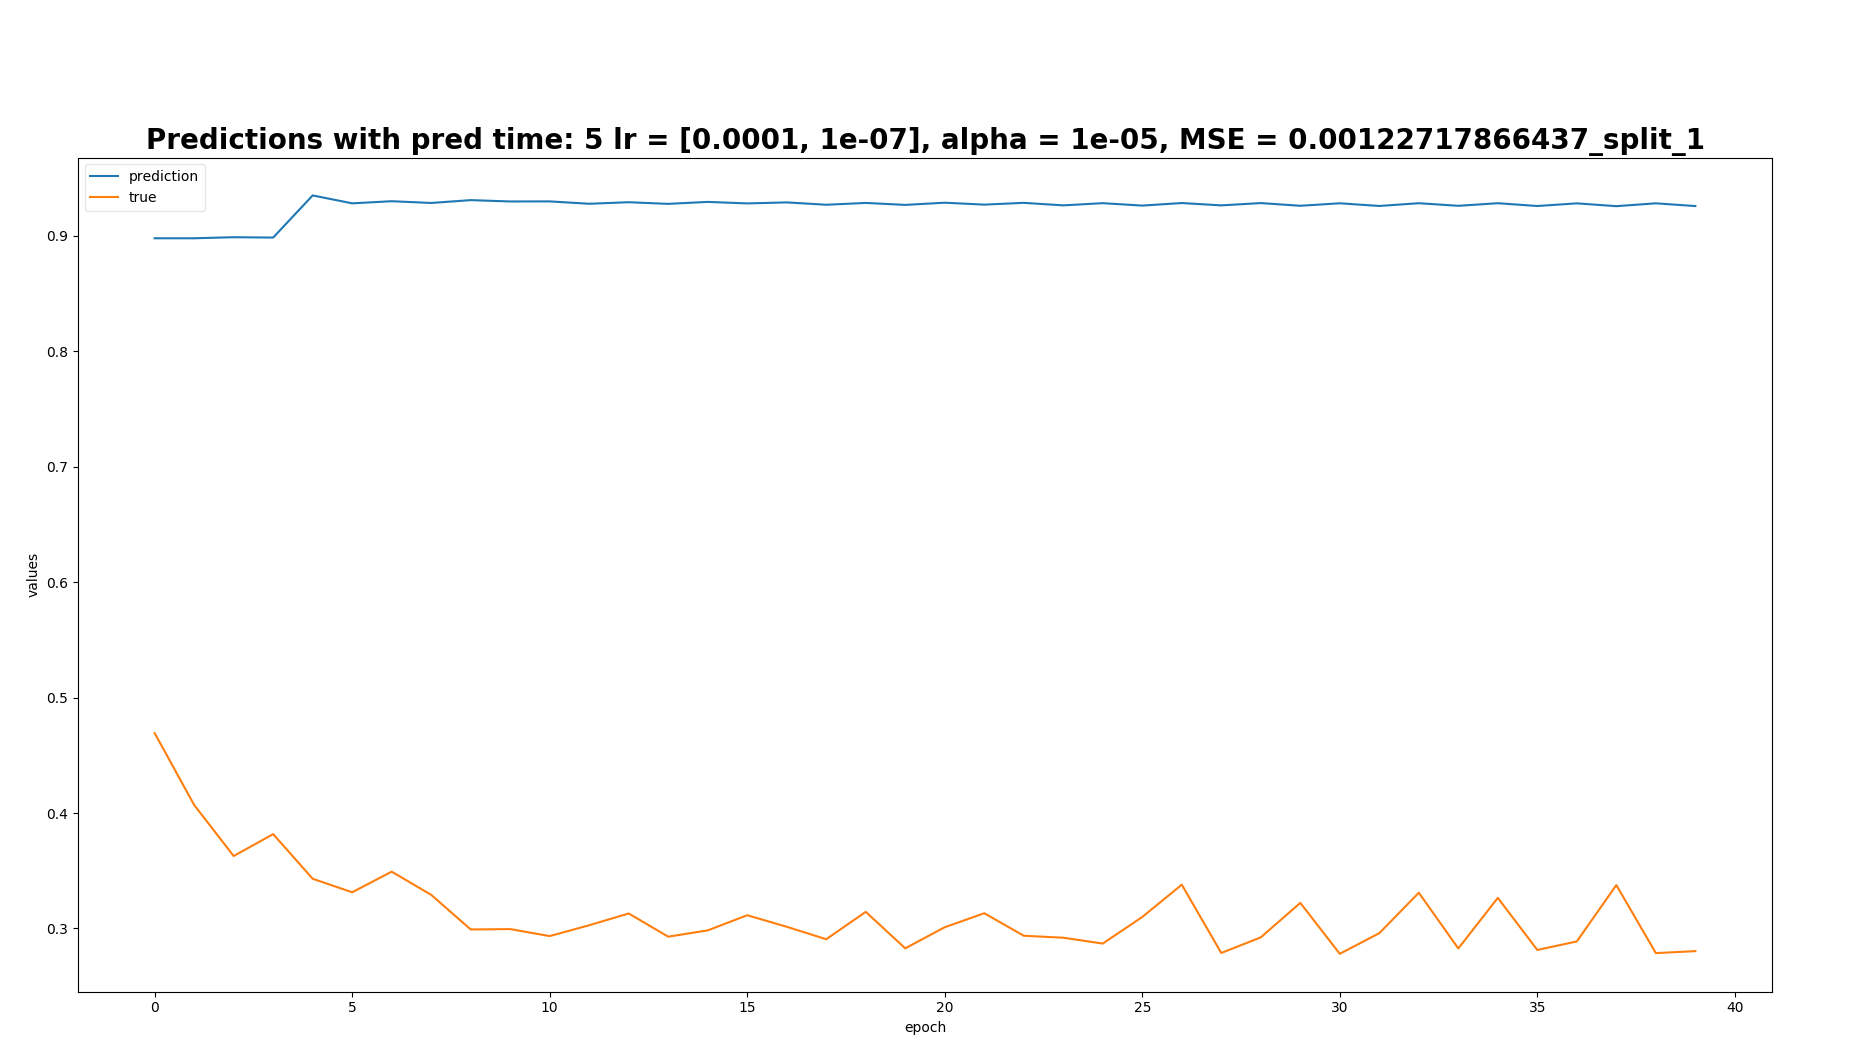 Predictions with pred time: 5 lr = [0.0001, 1e-07], alpha = 1e-05, MSE = 0.00122717866437_split_1
prediction
true
0.9
0.8
0.7
0.6
0.5
0.4
0.3
values
0 5 10 15 20 25 30 35 40
epoch